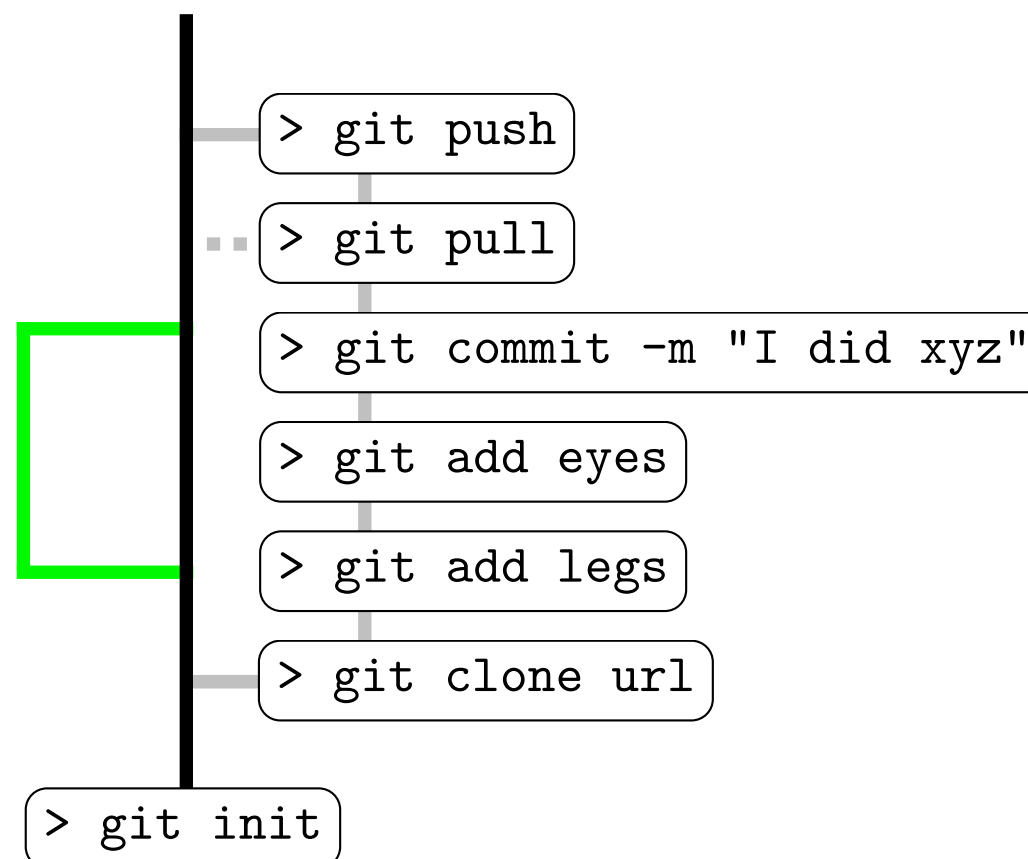 > git push
> git pull
> git commit -m "I did xyz"
> git add eyes
> git add legs
> git clone url
> git init